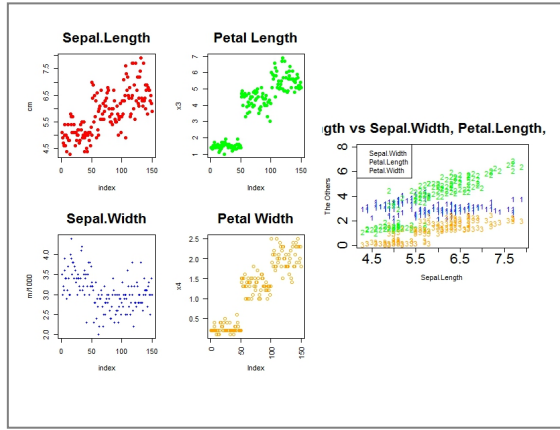 Sepal.Length
cm
7.5
6.5
5.5
4.5
0 50 100 150
index
Petal Length
x3
7
6
5
4
3
2
1
0 50 100 150
Index
Sepal.Width
m/1000
4.0
3.5
3.0
2.5
2.0
0 50 100 150
index
Petal Width
x4
2.5
2.0
1.5
1.0
0.5
0 50 100 150
Index
ngth vs Sepal.Width, Petal.Length,
The Others
8
6
4
2
0
Sepal.Width
Petal.Length
Petal.Width
4.5 5.5 6.5 7.5
Sepal.Length